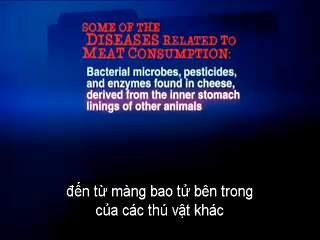 SOME OF THE
DISEASES RELATED TO
MEAT CONSUMPTION:
Bacterial microbes, pesticides,
and enzymes found in cheese,
derived from the inner stomach
linings of other animals
đến từ màng bao tử bên trong
của các thú vật khác